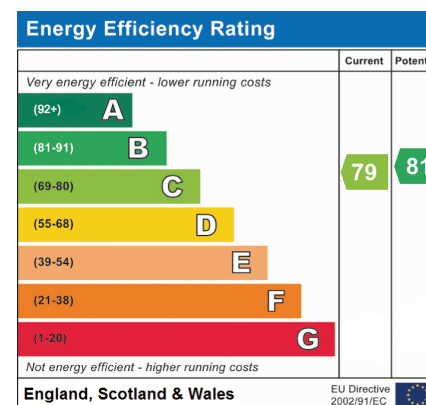 Energy Efficiency Rating
Current Potent
Very energy efficient - lower running costs
(92+) A
(81-91) B
(69-80) C
79 81
(55-68) D
(39-54) E
(21-38) F
(1-20) G
Not energy efficient - higher running costs
England, Scotland & Wales
EU Directive
2002/91/EC